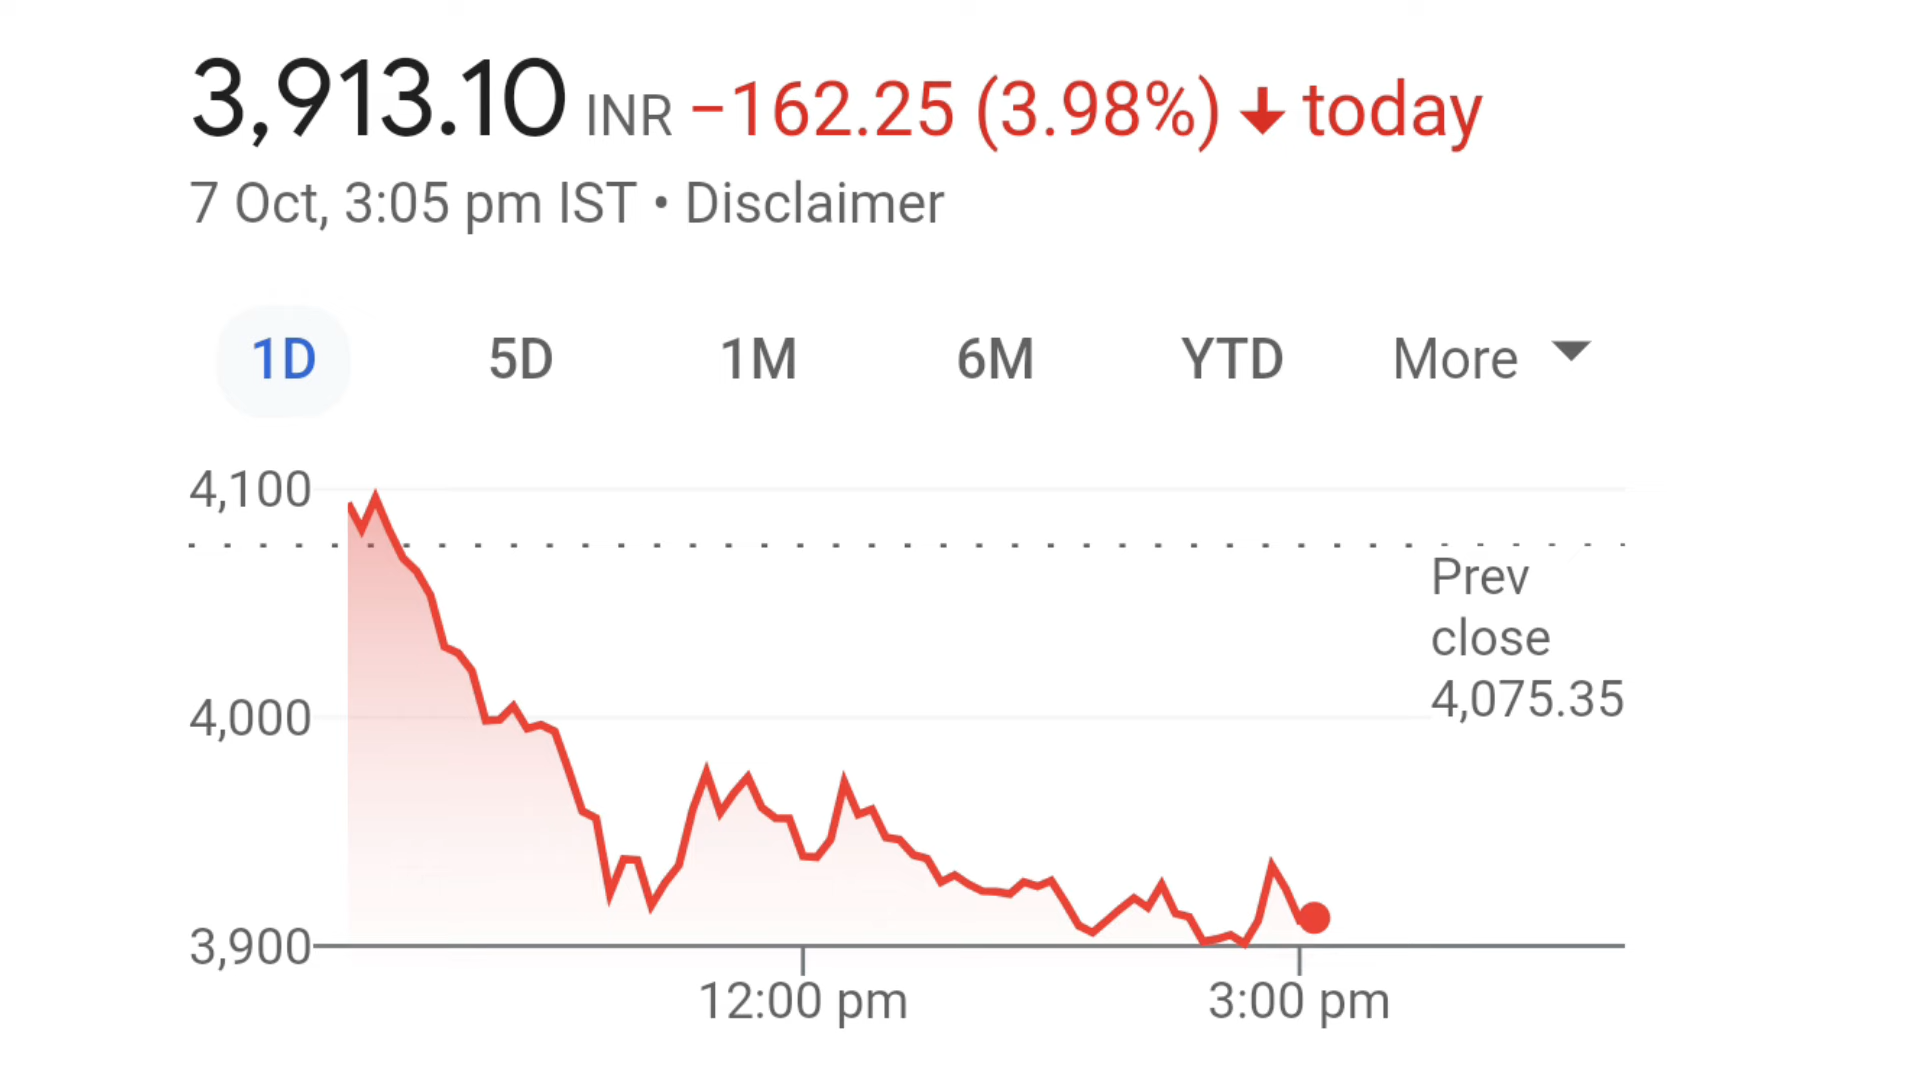 3,913.10 INR −162.25 (3.98%) ↓ today
7 Oct, 3:05 pm IST • Disclaimer
1D 5D 1M 6M YTD More
4,100
Prev
close
4,075.35
4,000
3,900
12:00 pm 3:00 pm